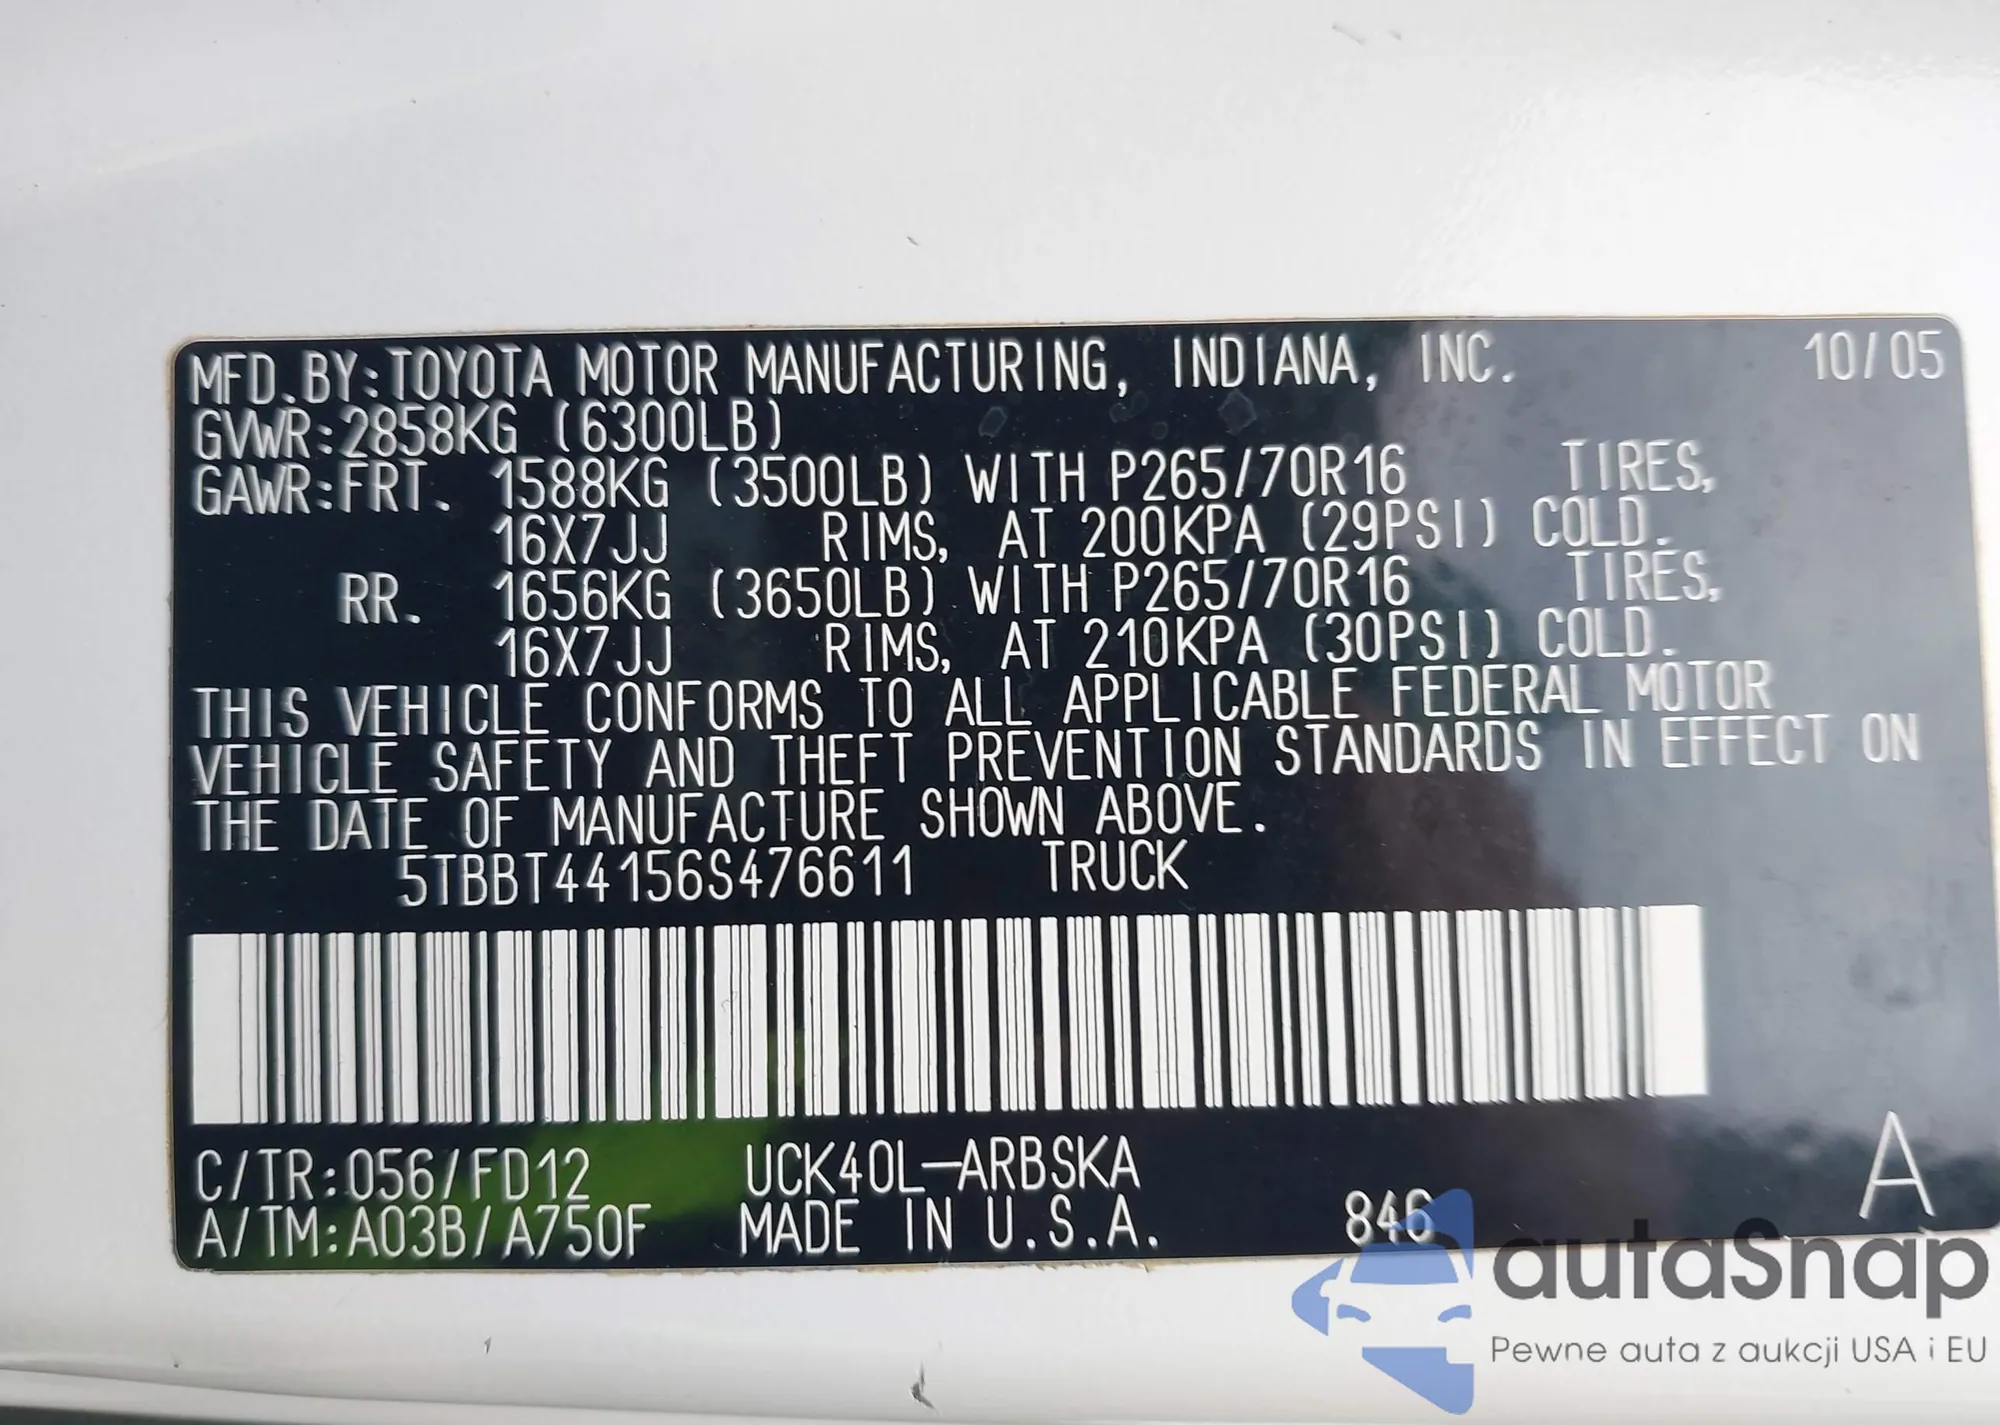 MFD.BY:TOYOTA MOTOR MANUFACTURING, INDIANA, INC. 10/05
GVWR:2858KG (6300LB)
GAWR:FRT. 1588KG (3500LB) WITH P265/70R16 TIRES,
16X7JJ RIMS, AT 200KPA (29PSI) COLD.
RR. 1656KG (3650LB) WITH P265/70R16 TIRES,
16X7JJ RIMS, AT 210KPA (30PSI) COLD.
THIS VEHICLE CONFORMS TO ALL APPLICABLE FEDERAL MOTOR
VEHICLE SAFETY AND THEFT PREVENTION STANDARDS IN EFFECT ON
THE DATE OF MANUFACTURE SHOWN ABOVE.
5TBBT44156S476611 TRUCK
C/TR:056/FD12 UCK40L-ARBSKA A
A/TM:A03B/A750F MADE IN U.S.A. 846
autaSnap
Pewne auta z aukcji USA i EU